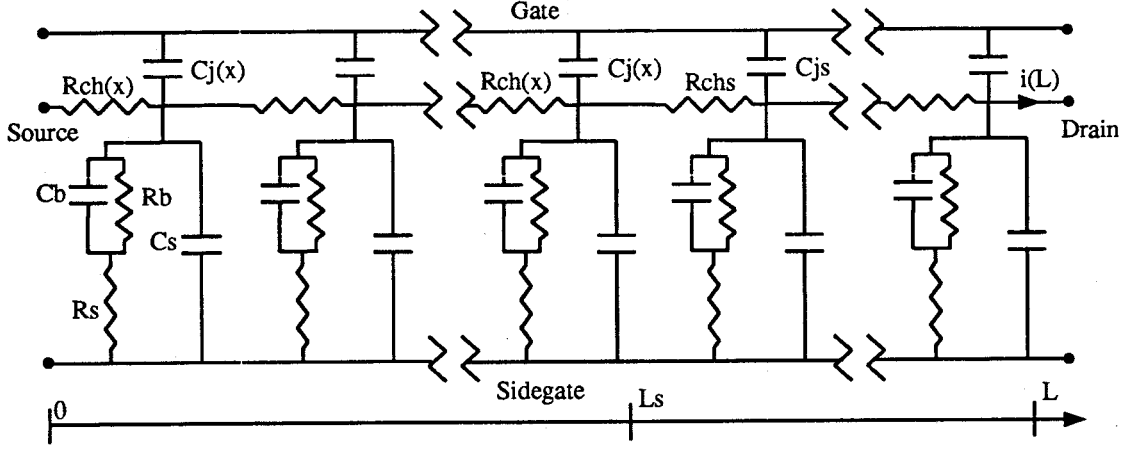 Gate
Cj(x)
Rch(x)
Source
Cb
Rb
Cs
Rs
Rch(x)
Cj(x)
Rchs
Cjs
i(L)
Drain
Sidegate
0
Ls
L